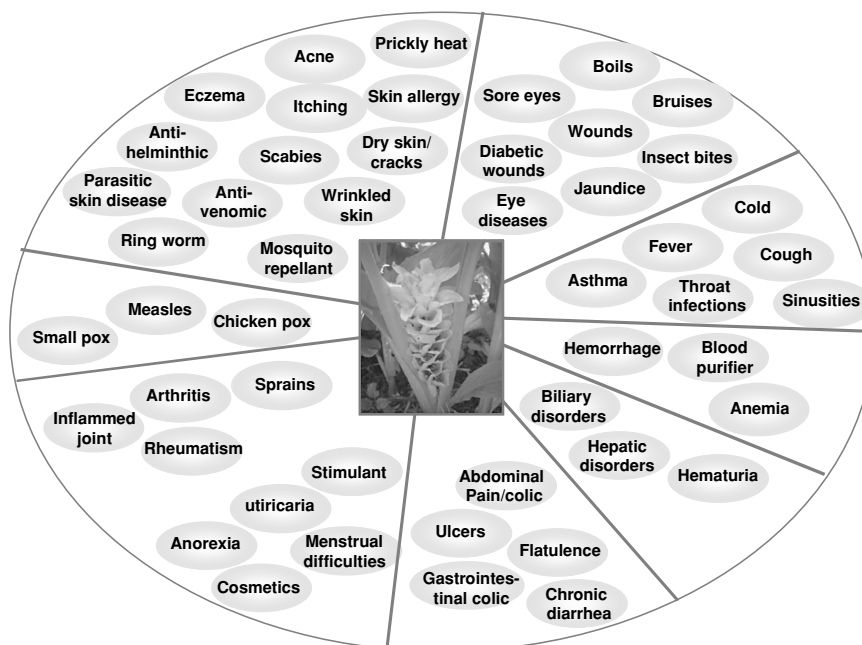 Acne
Prickly heat
Eczema
Itching
Skin allergy
Anti-
helminthic
Scabies
Dry skin/
cracks
Parasitic
skin disease
Anti-
venomic
Wrinkled
skin
Ring worm
Mosquito
repellant
Boils
Sore eyes
Bruises
Wounds
Diabetic
wounds
Insect bites
Jaundice
Eye
diseases
Cold
Fever
Cough
Asthma
Throat
infections
Sinusities
Measles
Small pox
Chicken pox
Hemorrhage
Blood
purifier
Anemia
Biliary
disorders
Hepatic
disorders
Hematuria
Arthritis
Sprains
Inflammed
joint
Rheumatism
Stimulant
utiricaria
Anorexia
Menstrual
difficulties
Cosmetics
Abdominal
Pain/colic
Ulcers
Flatulence
Gastrointes-
tinal colic
Chronic
diarrhea